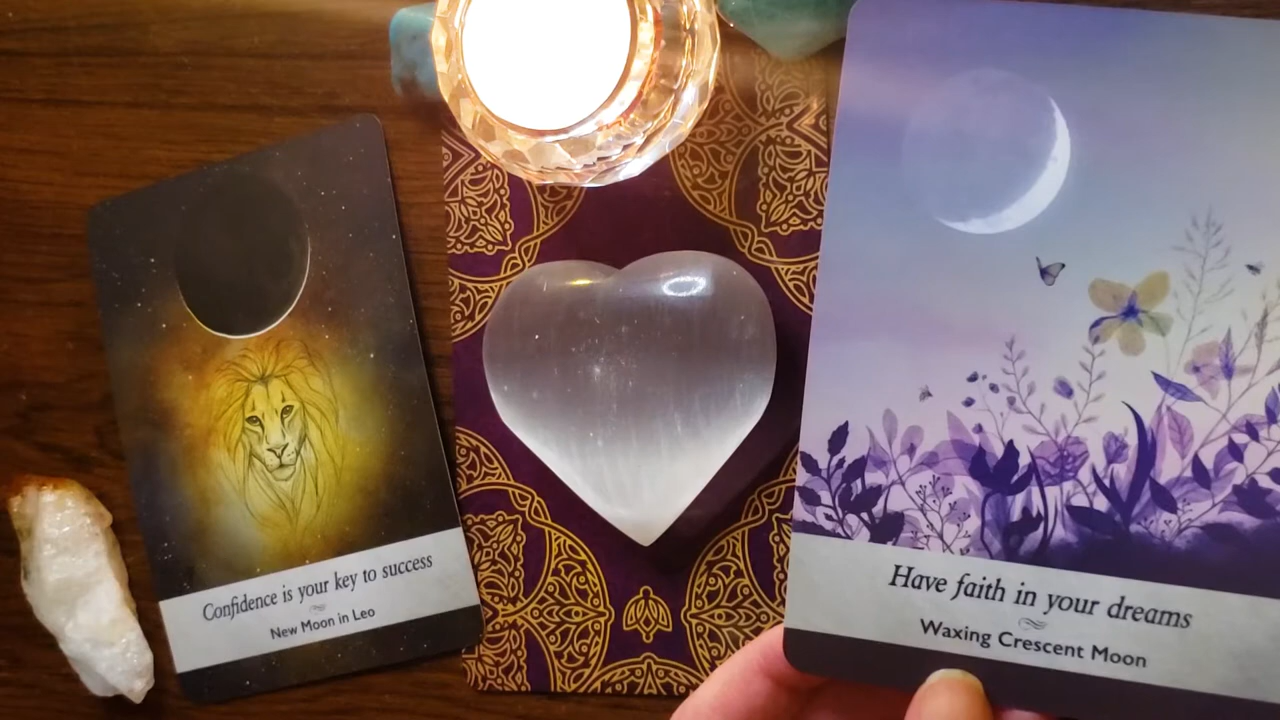 Confidence is your key to success
New Moon in Leo
Have faith in your dreams
Waxing Crescent Moon